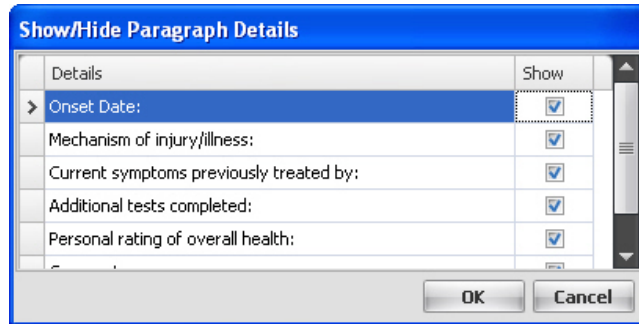 Show/Hide Paragraph Details
Details Show
Onset Date:
Mechanism of injury/illness:
Current symptoms previously treated by:
Additional tests completed:
Personal rating of overall health:
OK Cancel